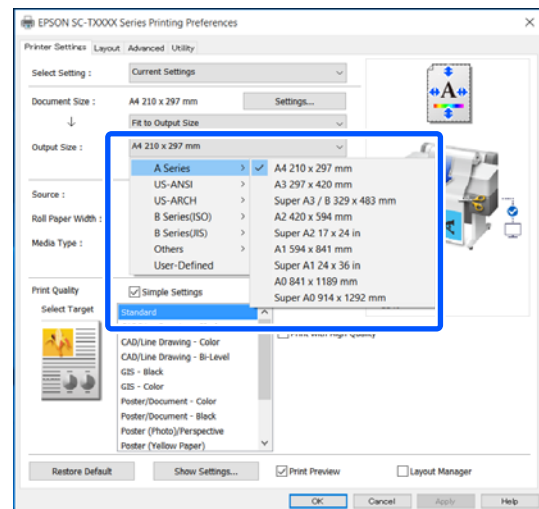 EPSON SC-TXXXX Series Printing Preferences
Printer Settings Layout Advanced Utility
Select Setting : Current Settings
Document Size : A4 210 x 297 mm Settings...
Fit to Output Size
Output Size : A4 210 x 297 mm
A Series
US-ANSI
US-ARCH
B Series(ISO)
B Series(JIS)
Others
User-Defined
A4 210 x 297 mm
A3 297 x 420 mm
Super A3 / B 329 x 483 mm
A2 420 x 594 mm
Super A2 17 x 24 in
A1 594 x 841 mm
Super A1 24 x 36 in
A0 841 x 1189 mm
Super A0 914 x 1292 mm
A
Source :
Roll Paper Width :
Media Type :
Print Quality Simple Settings
Select Target Standard
CAD/Line Drawing - Color
CAD/Line Drawing - Bi-Level
GIS - Black
GIS - Color
Poster/Document - Color
Poster/Document - Black
Poster (Photo)/Perspective
Poster (Yellow Paper)
Print with High Quality
Restore Default Show Settings... Print Preview Layout Manager
OK Cancel Apply Help